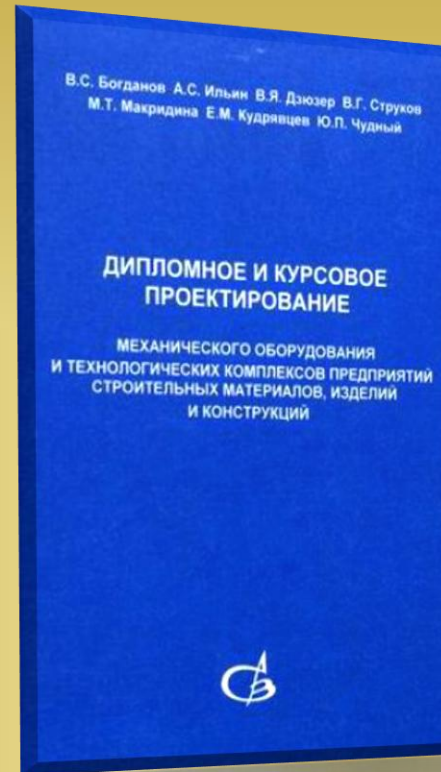 В.С. Богданов А.С. Ильин В.Я. Дзюзер В.Г. Струков
М.Т. Макридина Е.М. Кудрявцев Ю.П. Чудный
ДИПЛОМНОЕ И КУРСОВОЕ
ПРОЕКТИРОВАНИЕ
МЕХАНИЧЕСКОГО ОБОРУДОВАНИЯ
И ТЕХНОЛОГИЧЕСКИХ КОМПЛЕКСОВ ПРЕДПРИЯТИЙ
СТРОИТЕЛЬНЫХ МАТЕРИАЛОВ, ИЗДЕЛИЙ
И КОНСТРУКЦИЙ